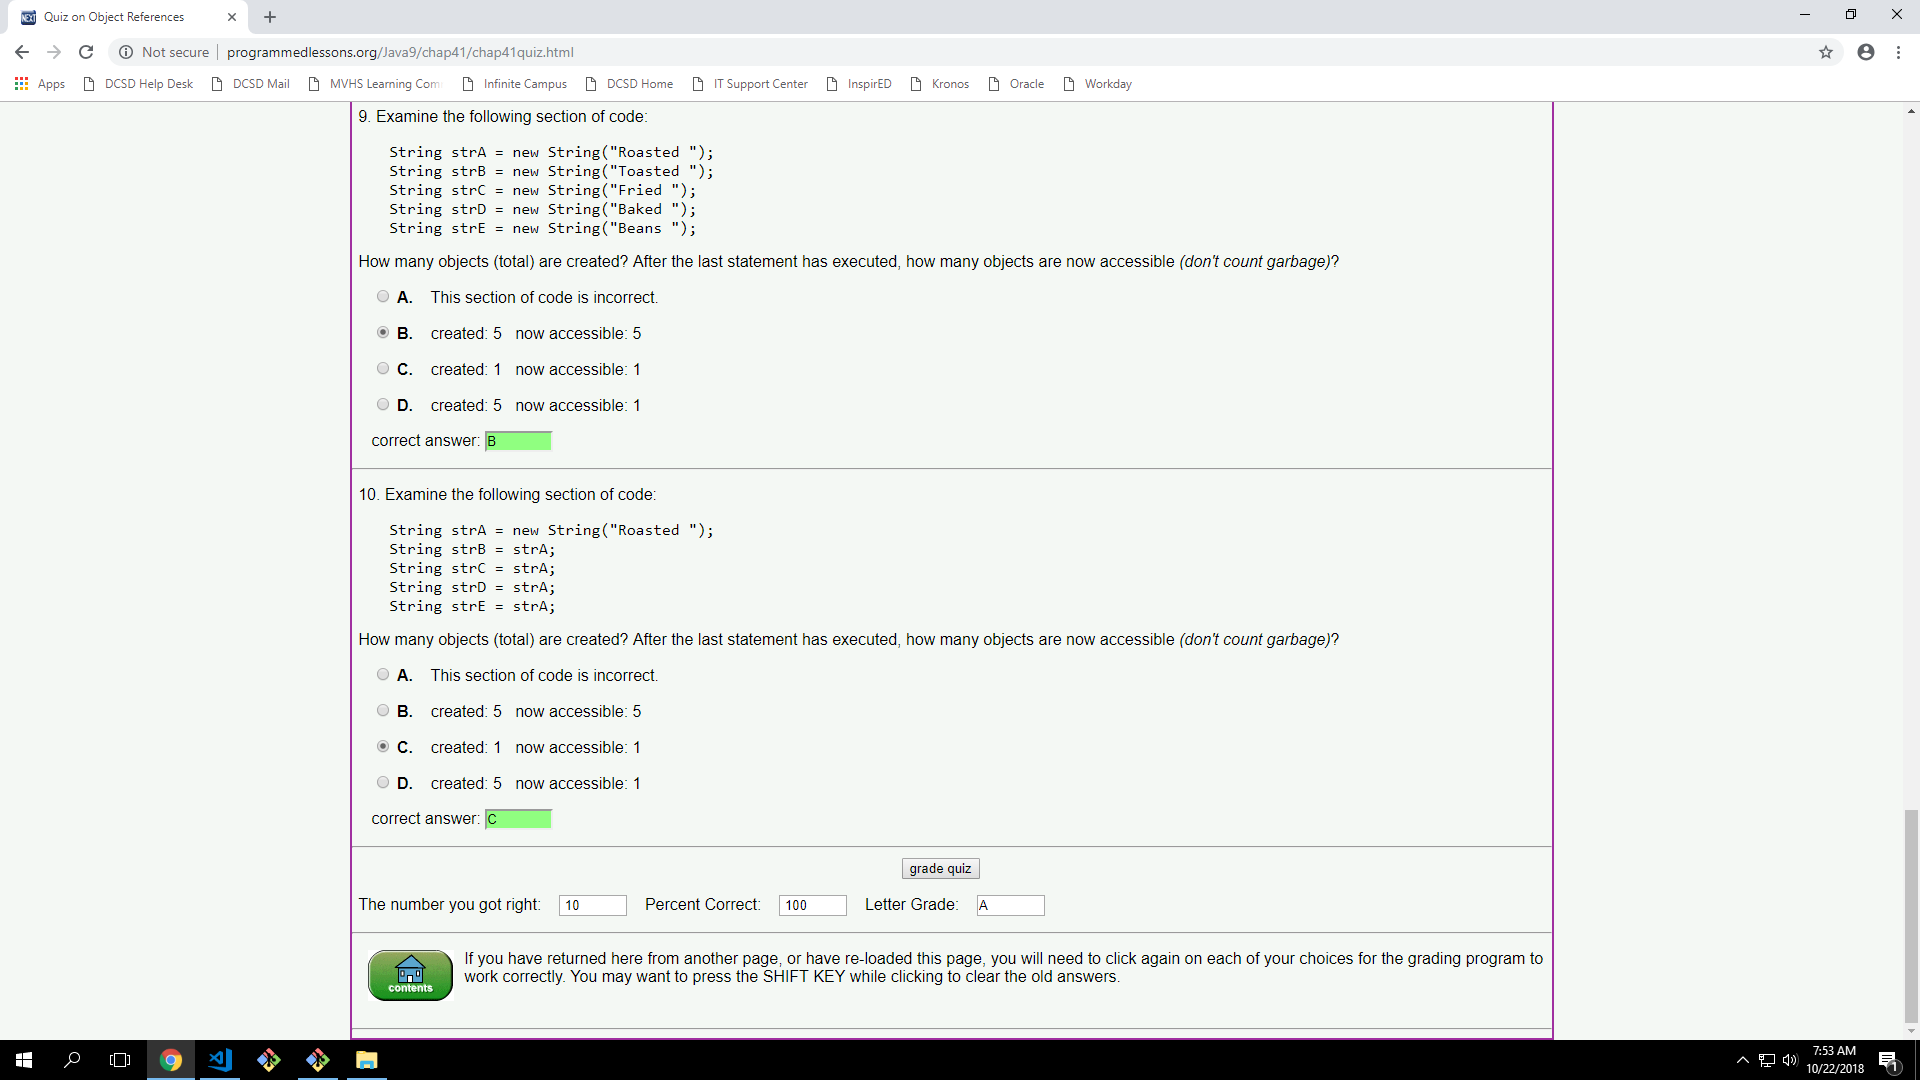 NEXT
Quiz on Object References
Not secure
programmedlessons.org/Java9/chap41/chap41quiz.html
Apps
DCSD Help Desk
DCSD Mail
MVHS Learning Com
Infinite Campus
DCSD Home
IT Support Center
InspirED
Kronos
Oracle
Workday
9. Examine the following section of code:
String strA = new String("Roasted ");
String strB = new String("Toasted ");
String strC = new String("Fried ");
String strD = new String("Baked ");
String strE = new String("Beans ");
How many objects (total) are created? After the last statement has executed, how many objects are now accessible (don't count garbage)?
A. This section of code is incorrect.
B. created: 5 now accessible: 5
C. created: 1 now accessible: 1
D. created: 5 now accessible: 1
correct answer: B
10. Examine the following section of code:
String strA = new String("Roasted ");
String strB = strA;
String strC = strA;
String strD = strA;
String strE = strA;
How many objects (total) are created? After the last statement has executed, how many objects are now accessible (don't count garbage)?
A. This section of code is incorrect.
B. created: 5 now accessible: 5
C. created: 1 now accessible: 1
D. created: 5 now accessible: 1
correct answer: C
grade quiz
The number you got right: 10 Percent Correct: 100 Letter Grade: A
contents
If you have returned here from another page, or have re-loaded this page, you will need to click again on each of your choices for the grading program to
work correctly. You may want to press the SHIFT KEY while clicking to clear the old answers.
7:53 AM
10/22/2018
1